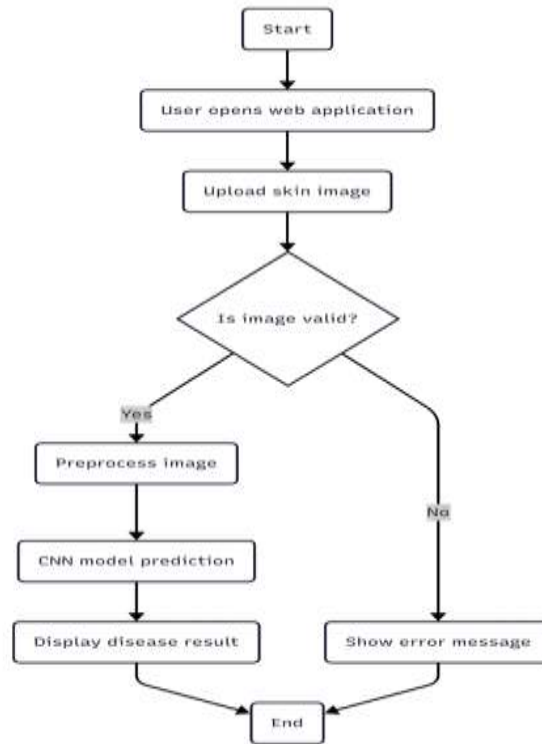 Start
User opens web application
Upload skin image
Is image valid?
Yes
Preprocess image
No
CNN model prediction
Display disease result
Show error message
End